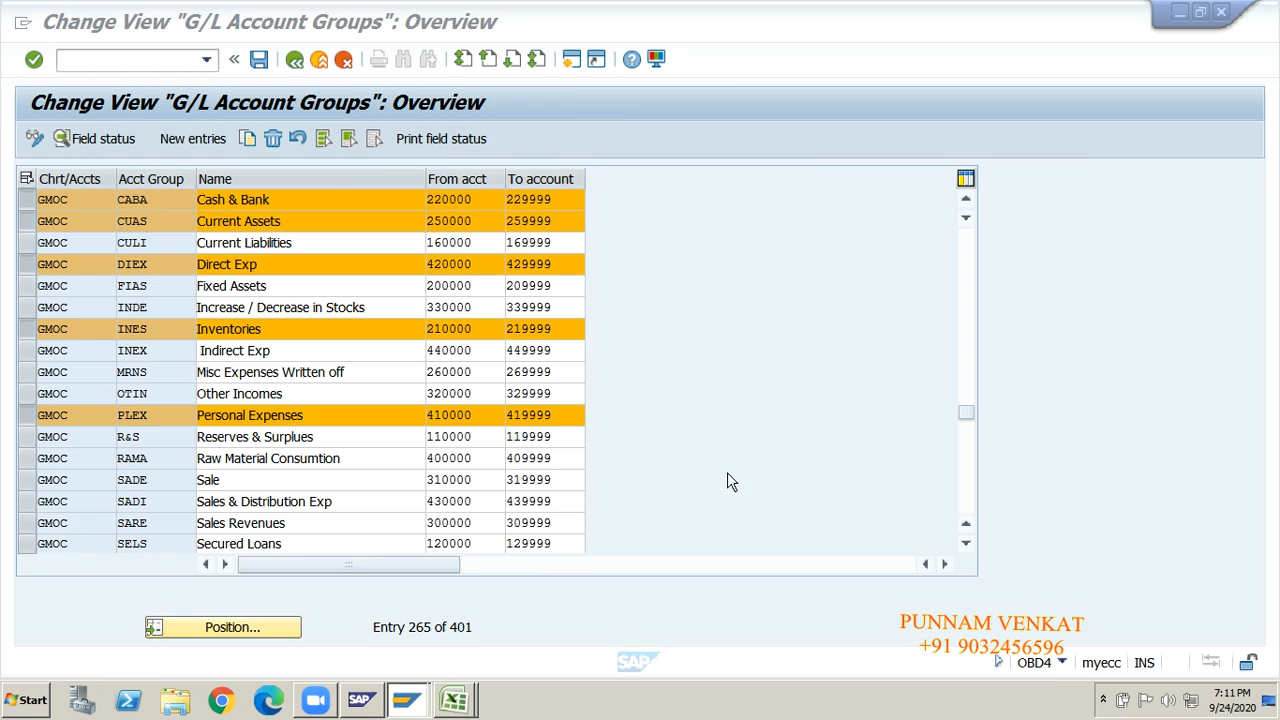 Change View "G/L Account Groups": Overview
Change View "G/L Account Groups": Overview
Field status New entries Print field status
Chrt/Accts Acct Group Name From acct To account
GMOC CABA Cash & Bank 220000 229999
GMOC CUAS Current Assets 250000 259999
GMOC CULI Current Liabilities 160000 169999
GMOC DIEX Direct Exp 420000 429999
GMOC FIAS Fixed Assets 200000 209999
GMOC INDE Increase / Decrease in Stocks 330000 339999
GMOC INES Inventories 210000 219999
GMOC INEX Indirect Exp 440000 449999
GMOC MRNS Misc Expenses Written off 260000 269999
GMOC OTIN Other Incomes 320000 329999
GMOC PLEX Personal Expenses 410000 419999
GMOC R&S Reserves & Surplues 110000 119999
GMOC RAMA Raw Material Consumtion 400000 409999
GMOC SADE Sale 310000 319999
GMOC SADI Sales & Distribution Exp 430000 439999
GMOC SARE Sales Revenues 300000 309999
GMOC SELS Secured Loans 120000 129999
Position... Entry 265 of 401
PUNNAM VENKAT
+91 9032456596
SAP OBD4 myecc INS
Start SAP 7:11 PM
9/24/2020